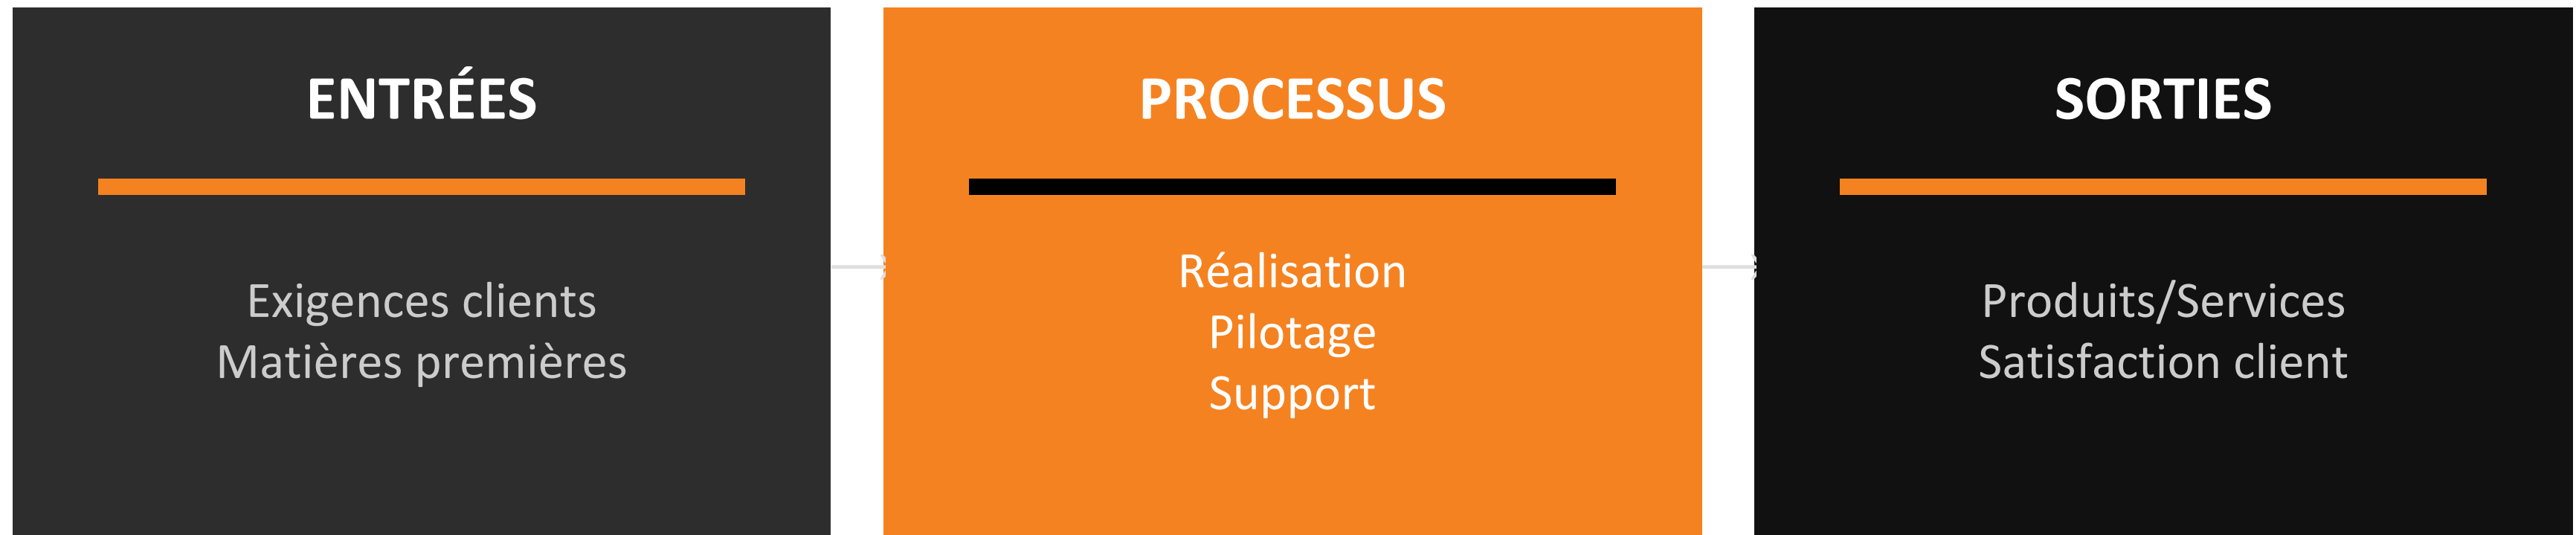 ENTRÉES
Exigences clients
Matières premières
PROCESSUS
Réalisation
Pilotage
Support
SORTIES
Produits/Services
Satisfaction client